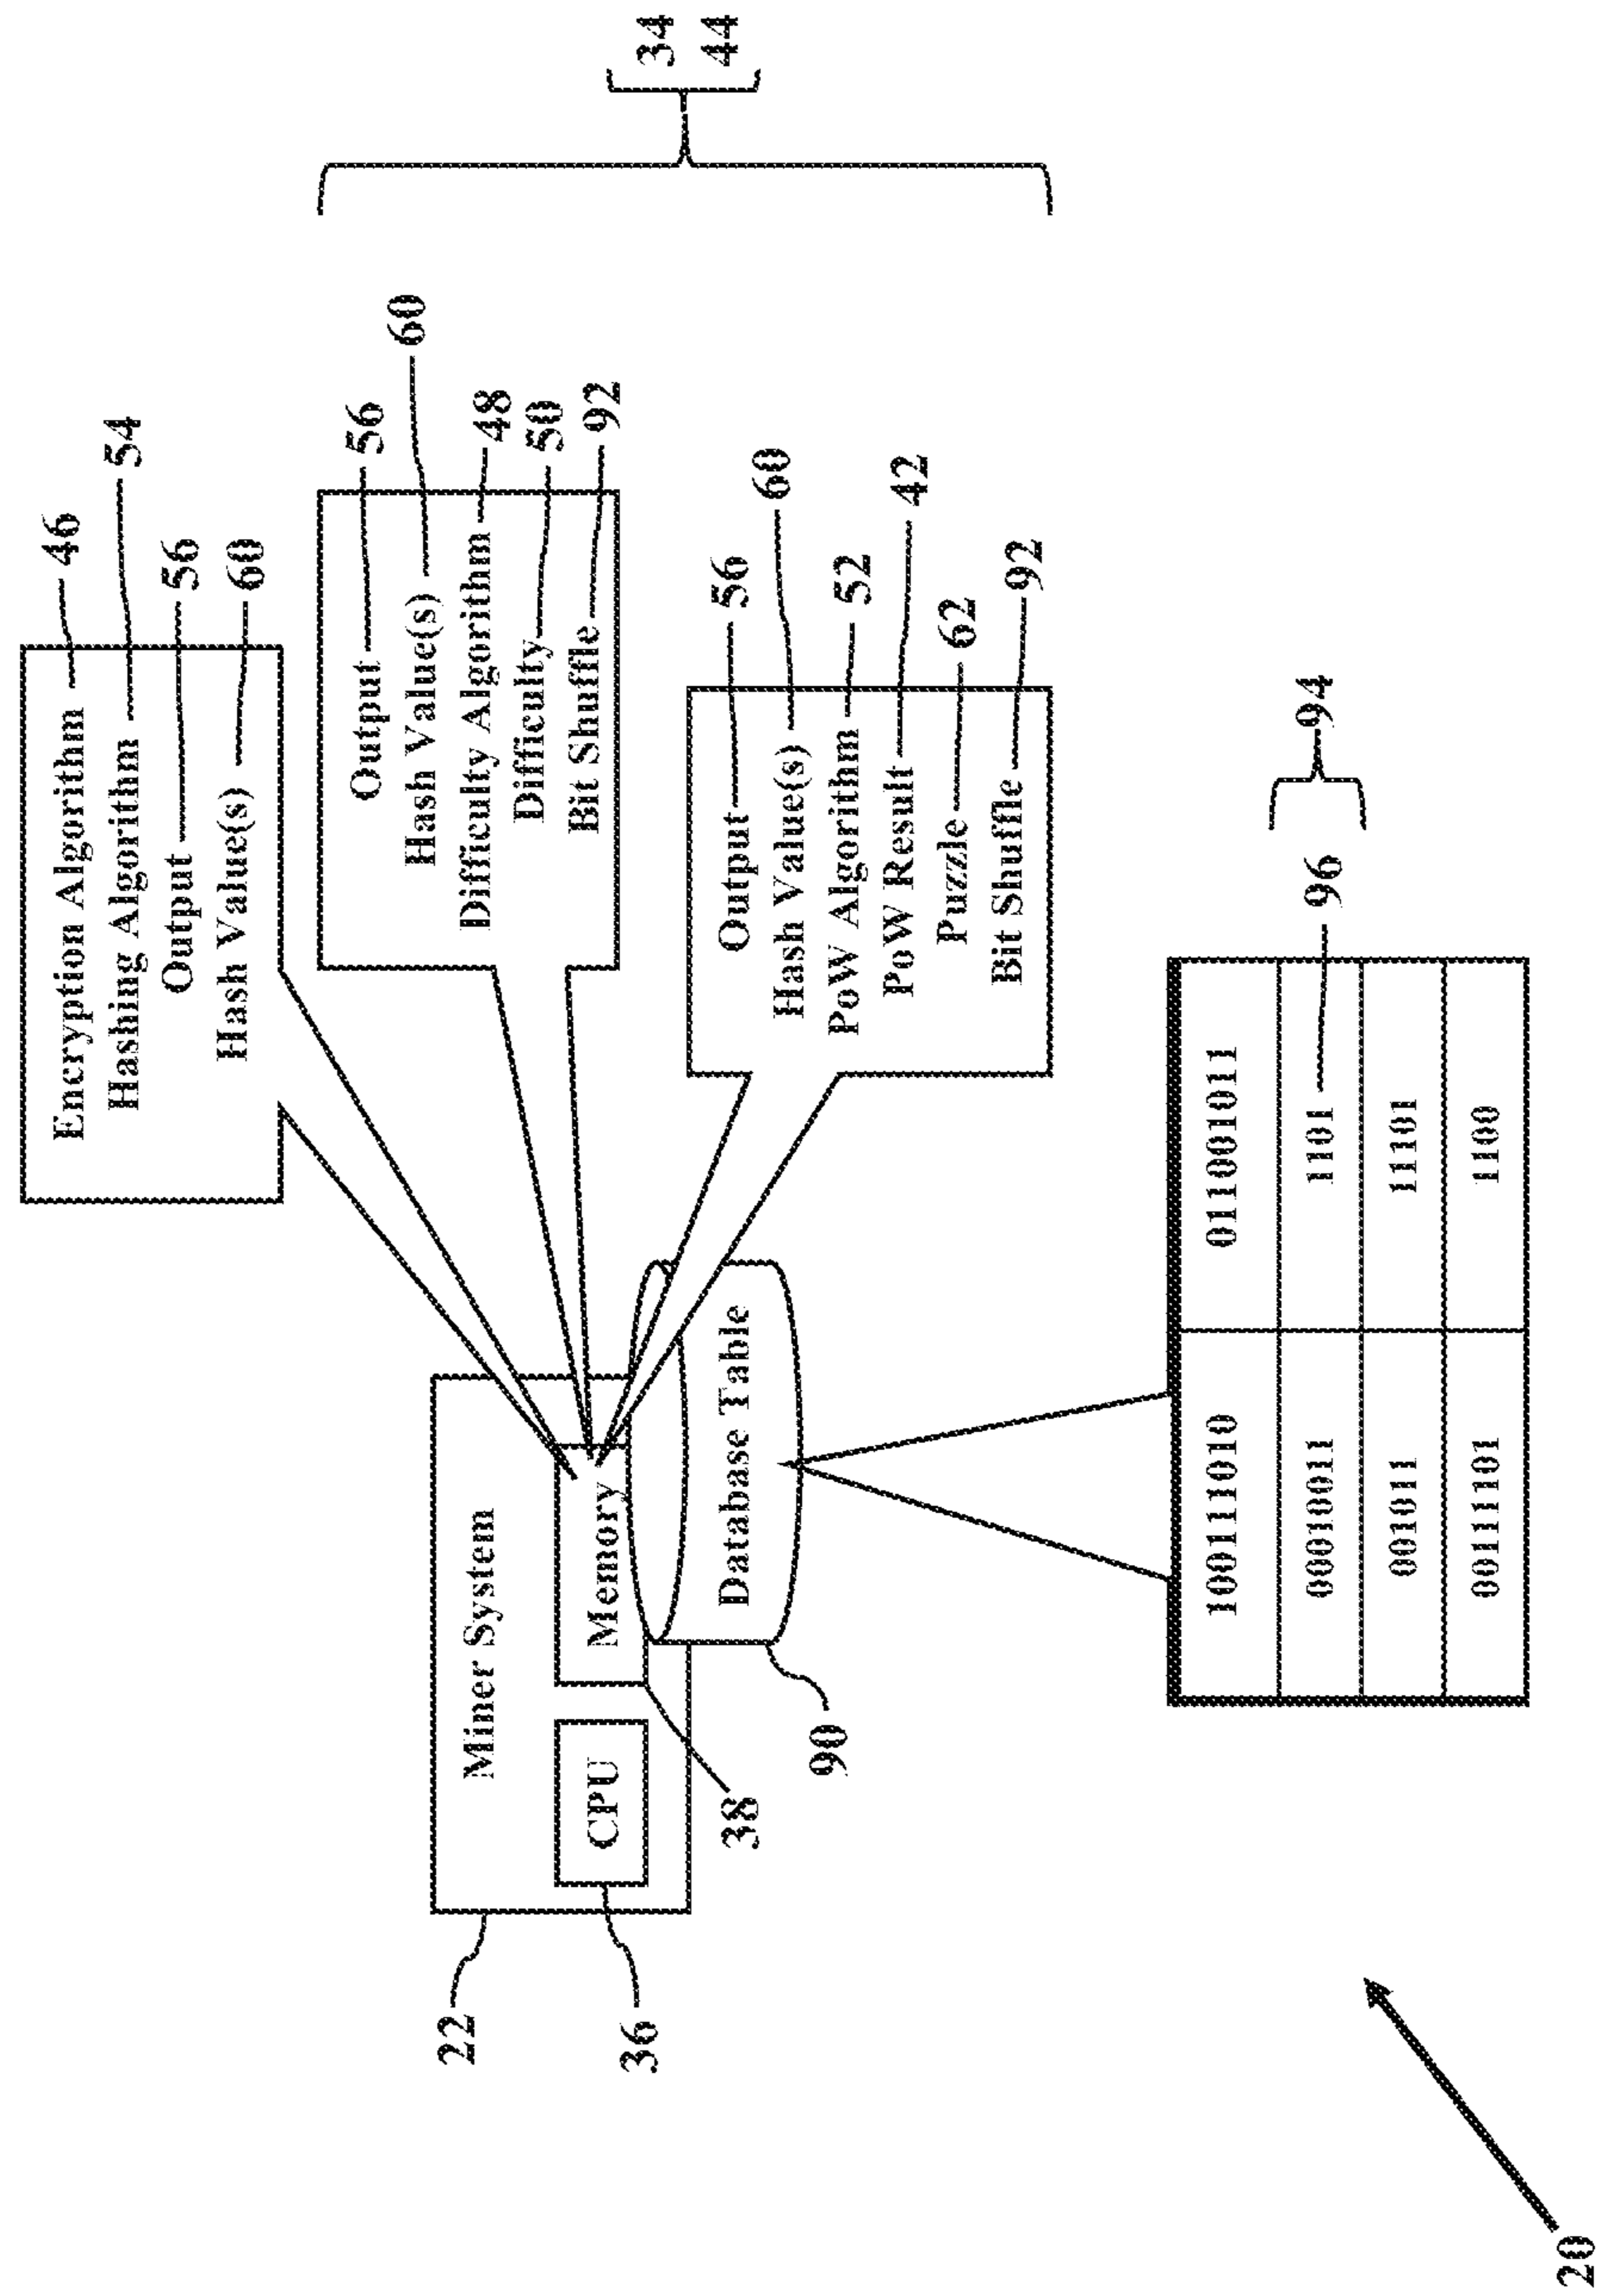 Encryption Algorithm 46
Hashing Algorithm 54
Output 56
Hash Value(s) 60
34
44
Output 56
Hash Value(s) 60
Difficulty Algorithm 48
Difficulty 50
Bit Shuffle 92
22
Miner System
36
CPU
Memory
38
Output 56
Hash Value(s) 60
PoW Algorithm 52
PoW Result 42
Puzzle 62
Bit Shuffle 92
Database Table
90
10011011010 01100101011
00010011 1101 96 94
001011 11101
00111101 1100
20